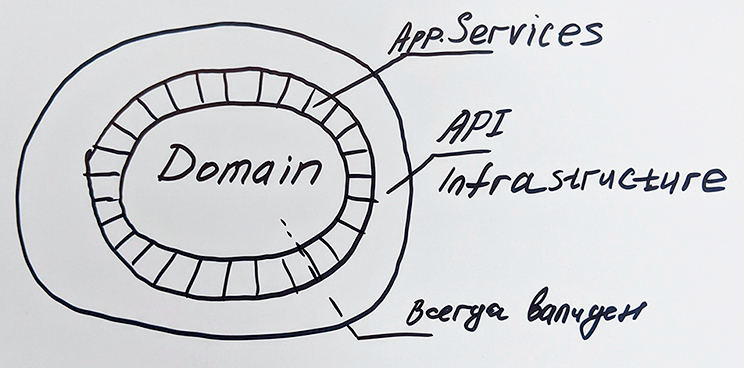 App. Services
Domain
API
Infrastructure
Всегда валиден